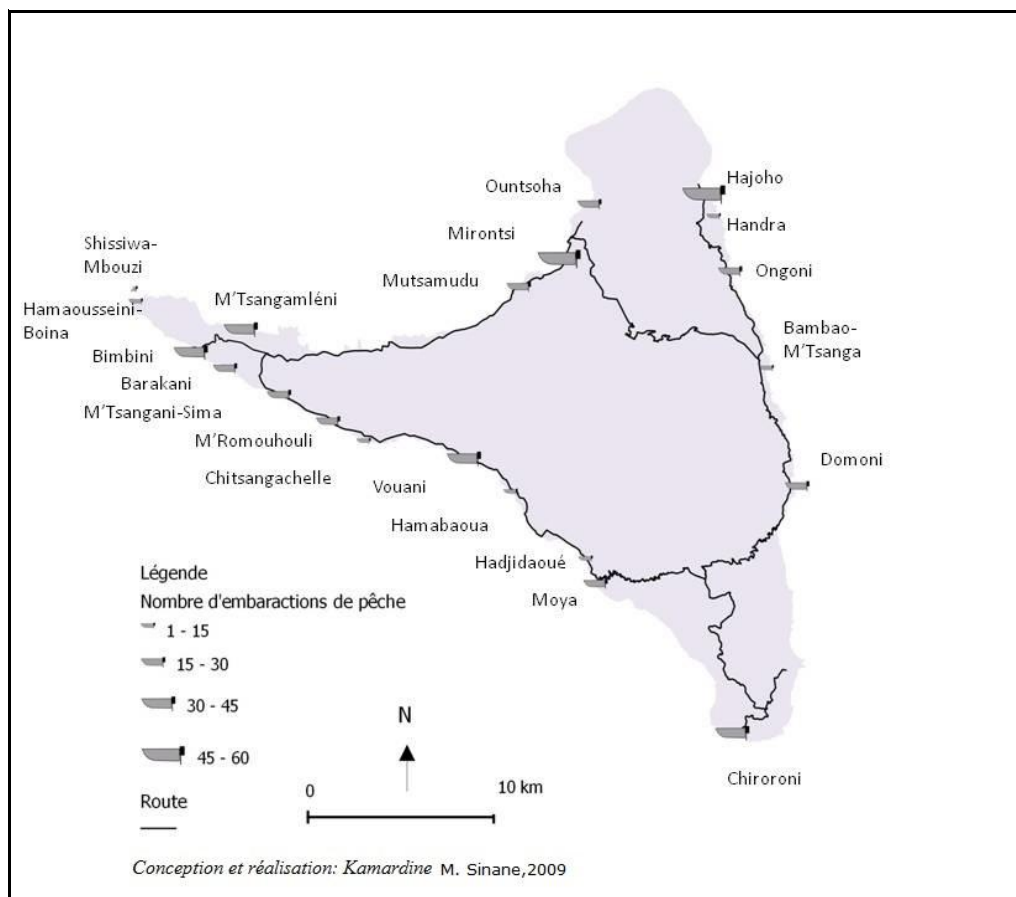 Ountsoha
Hajoho
Handra
Mirontsi
Shissiwa-
Mbouzi
Mutsamudu
Ongoni
Hamaousseini-
Boina
M'Tsangamléni
Bambao-
M'Tsanga
Bimbini
Barakani
M'Tsangani-Sima
M'Romouhouli
Chitsangachelle
Vouani
Domoni
Hamabaoua
Hadjidaoué
Moya
Légende
Nombre d'embaractions de pêche
1 - 15
15 - 30
30 - 45
45 - 60
Route
N
0
10 km
Chiroroni
Conception et réalisation: Kamardine M. Sinane,2009